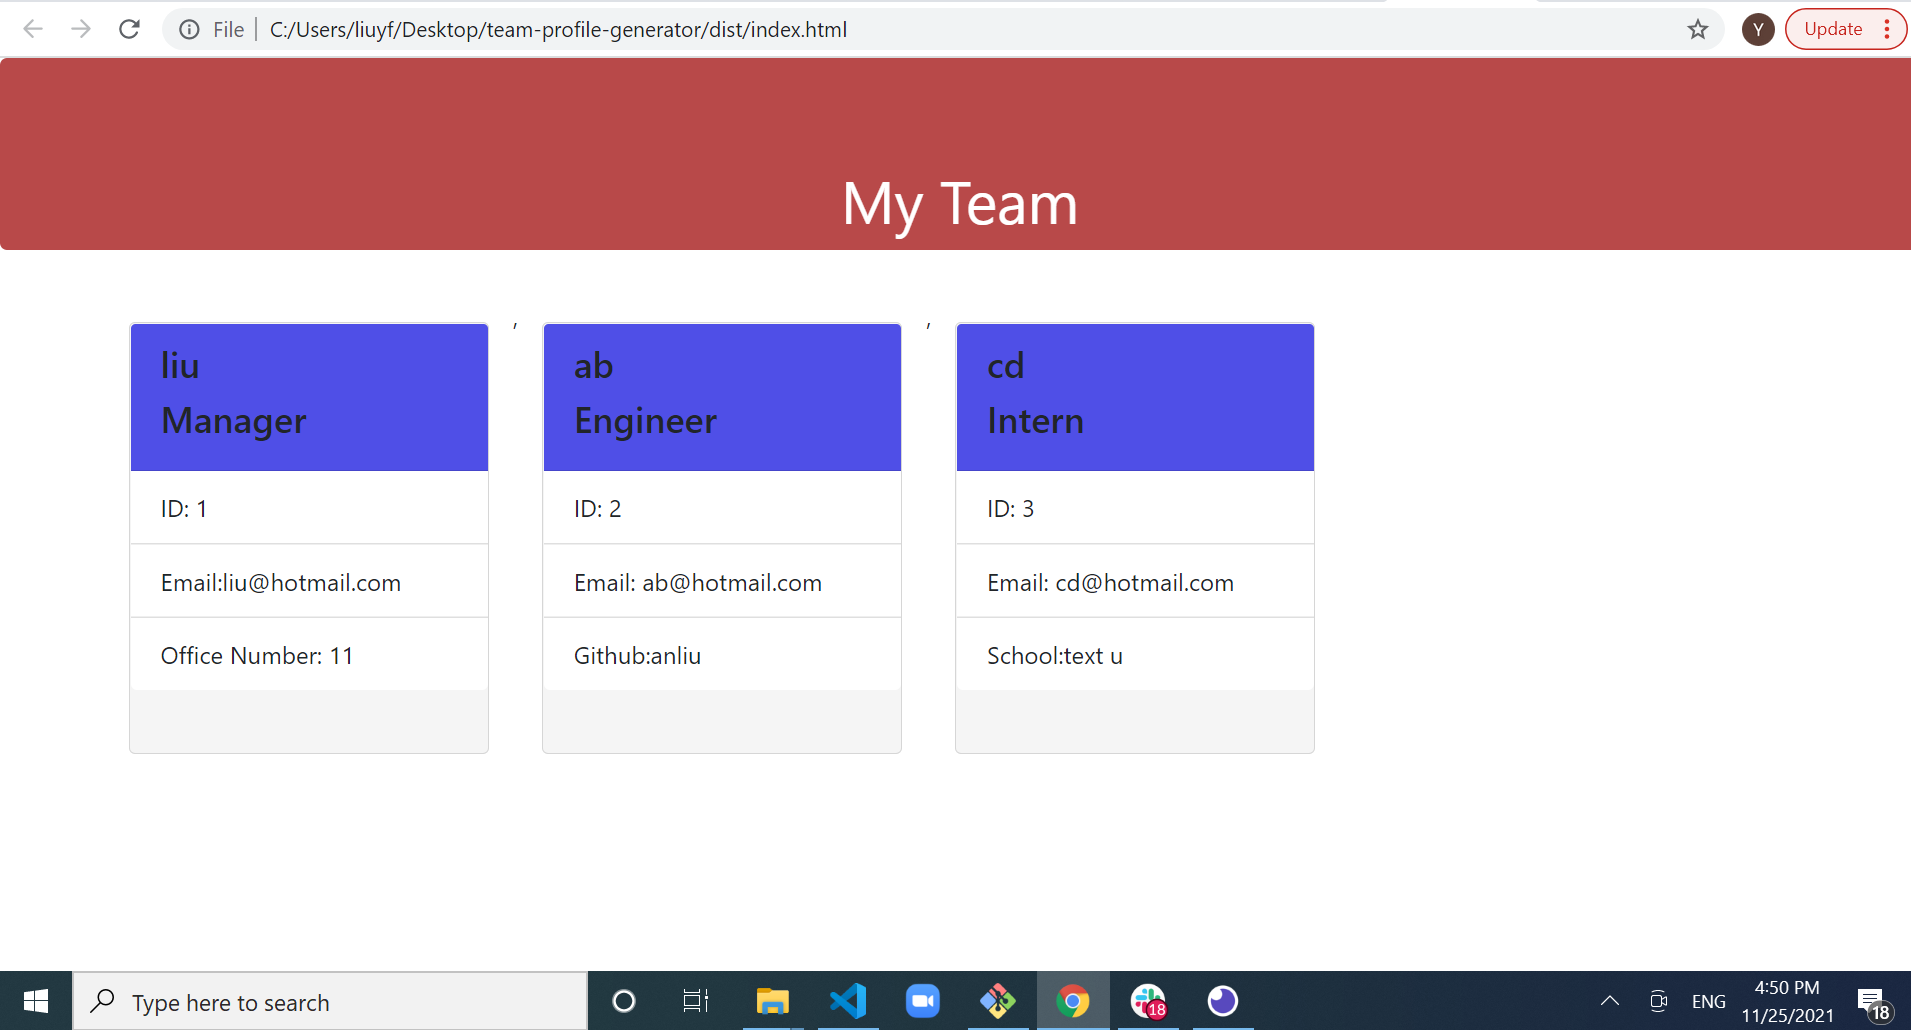 File | C:/Users/liuyf/Desktop/team-profile-generator/dist/index.html
Y
Update
My Team
liu
Manager
ID: 1
Email:liu@hotmail.com
Office Number: 11
,
ab
Engineer
ID: 2
Email: ab@hotmail.com
Github:anliu
,
cd
Intern
ID: 3
Email: cd@hotmail.com
School:text u
Type here to search
18
ENG
4:50 PM
11/25/2021
18